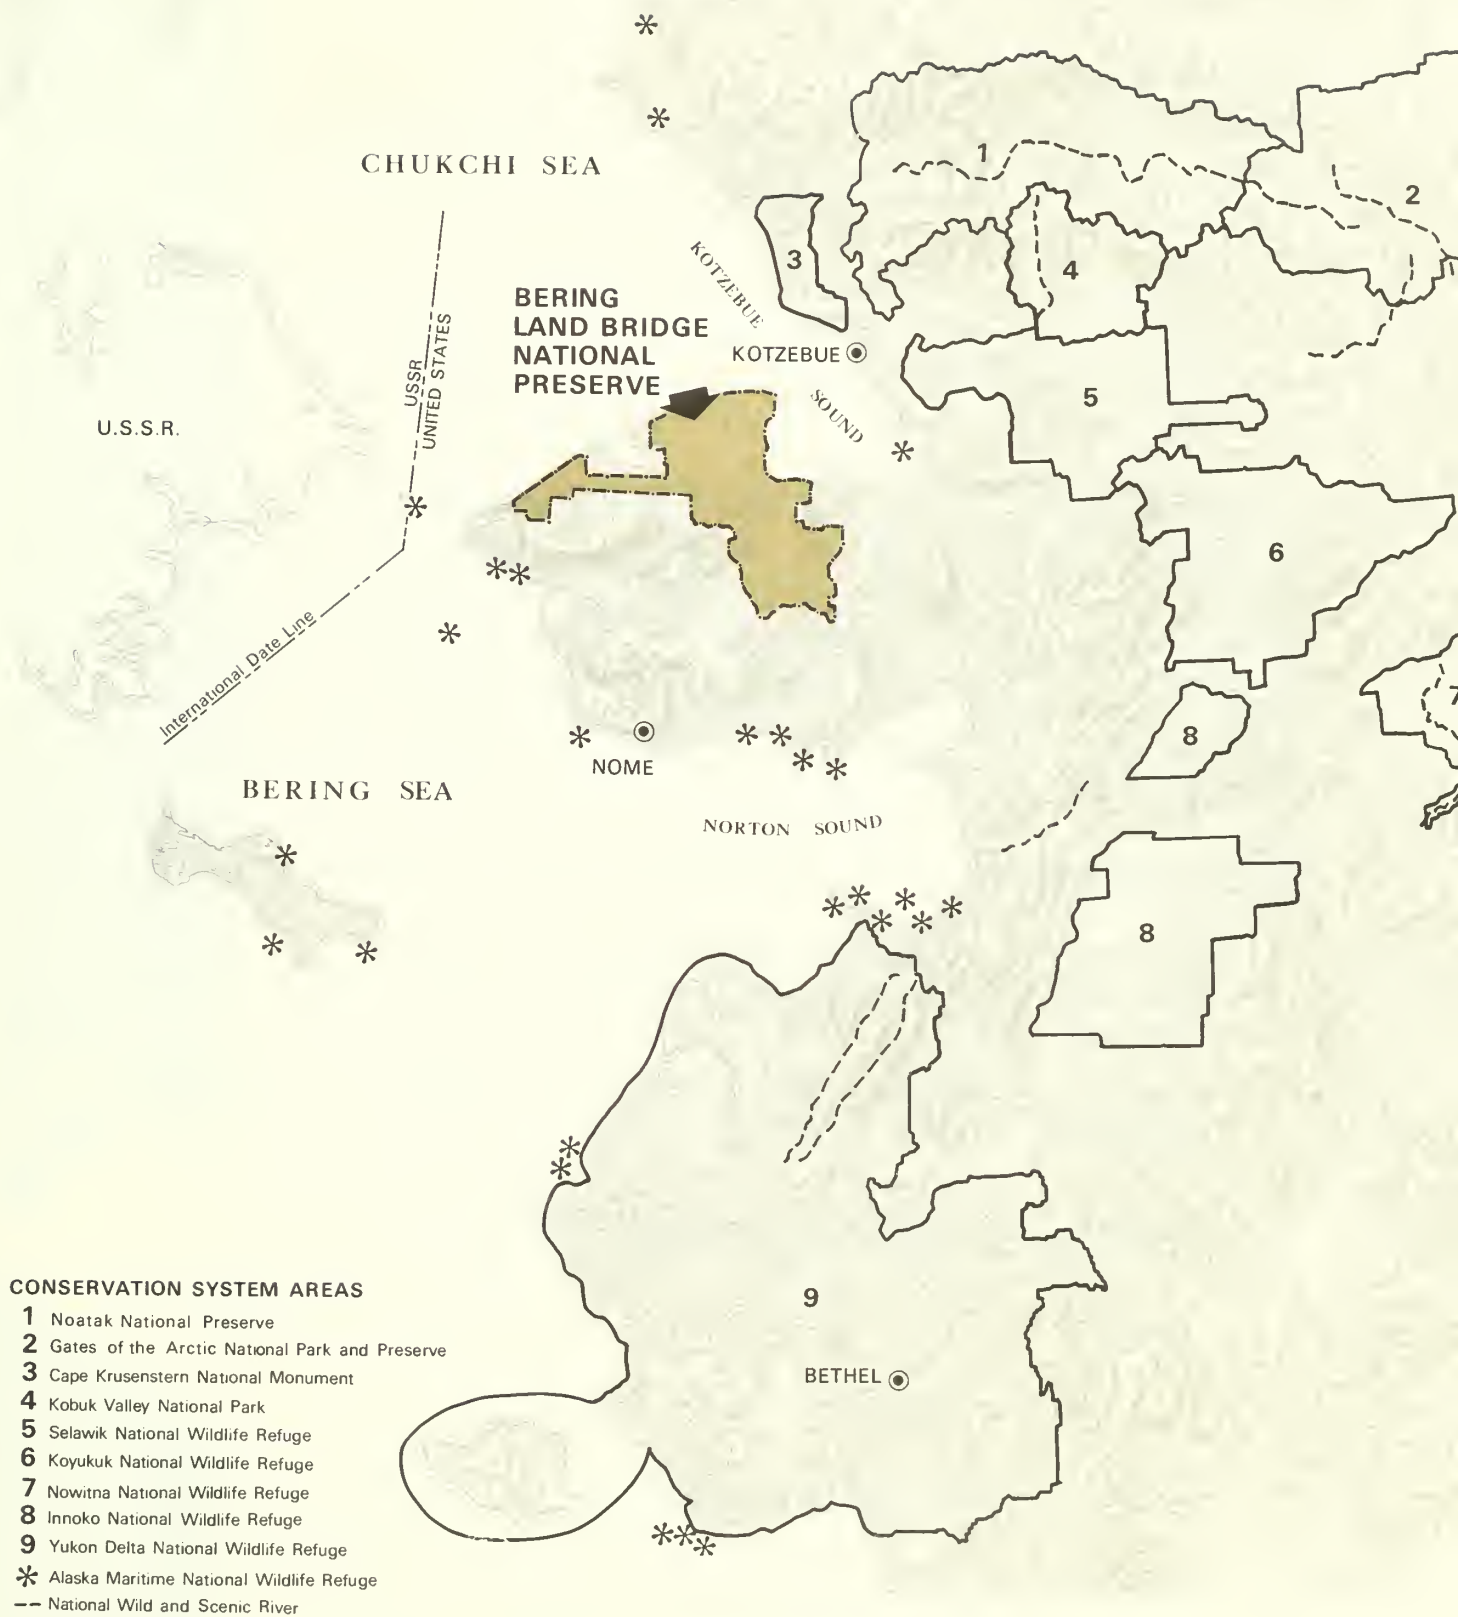 CHUKCHI SEA
1
2
3
4
KOTZEBUE
SOUND
BERING
LAND BRIDGE
NATIONAL
PRESERVE
KOTZEBUE
USSR
UNITED STATES
U.S.S.R.
5
6
International Date Line
7
8
NOME
BERING SEA
NORTON SOUND
8
9
BETHEL
CONSERVATION SYSTEM AREAS
1 Noatak National Preserve
2 Gates of the Arctic National Park and Preserve
3 Cape Krusenstern National Monument
4 Kobuk Valley National Park
5 Selawik National Wildlife Refuge
6 Koyukuk National Wildlife Refuge
7 Nowitna National Wildlife Refuge
8 Innoko National Wildlife Refuge
9 Yukon Delta National Wildlife Refuge
* Alaska Maritime National Wildlife Refuge
-- National Wild and Scenic River